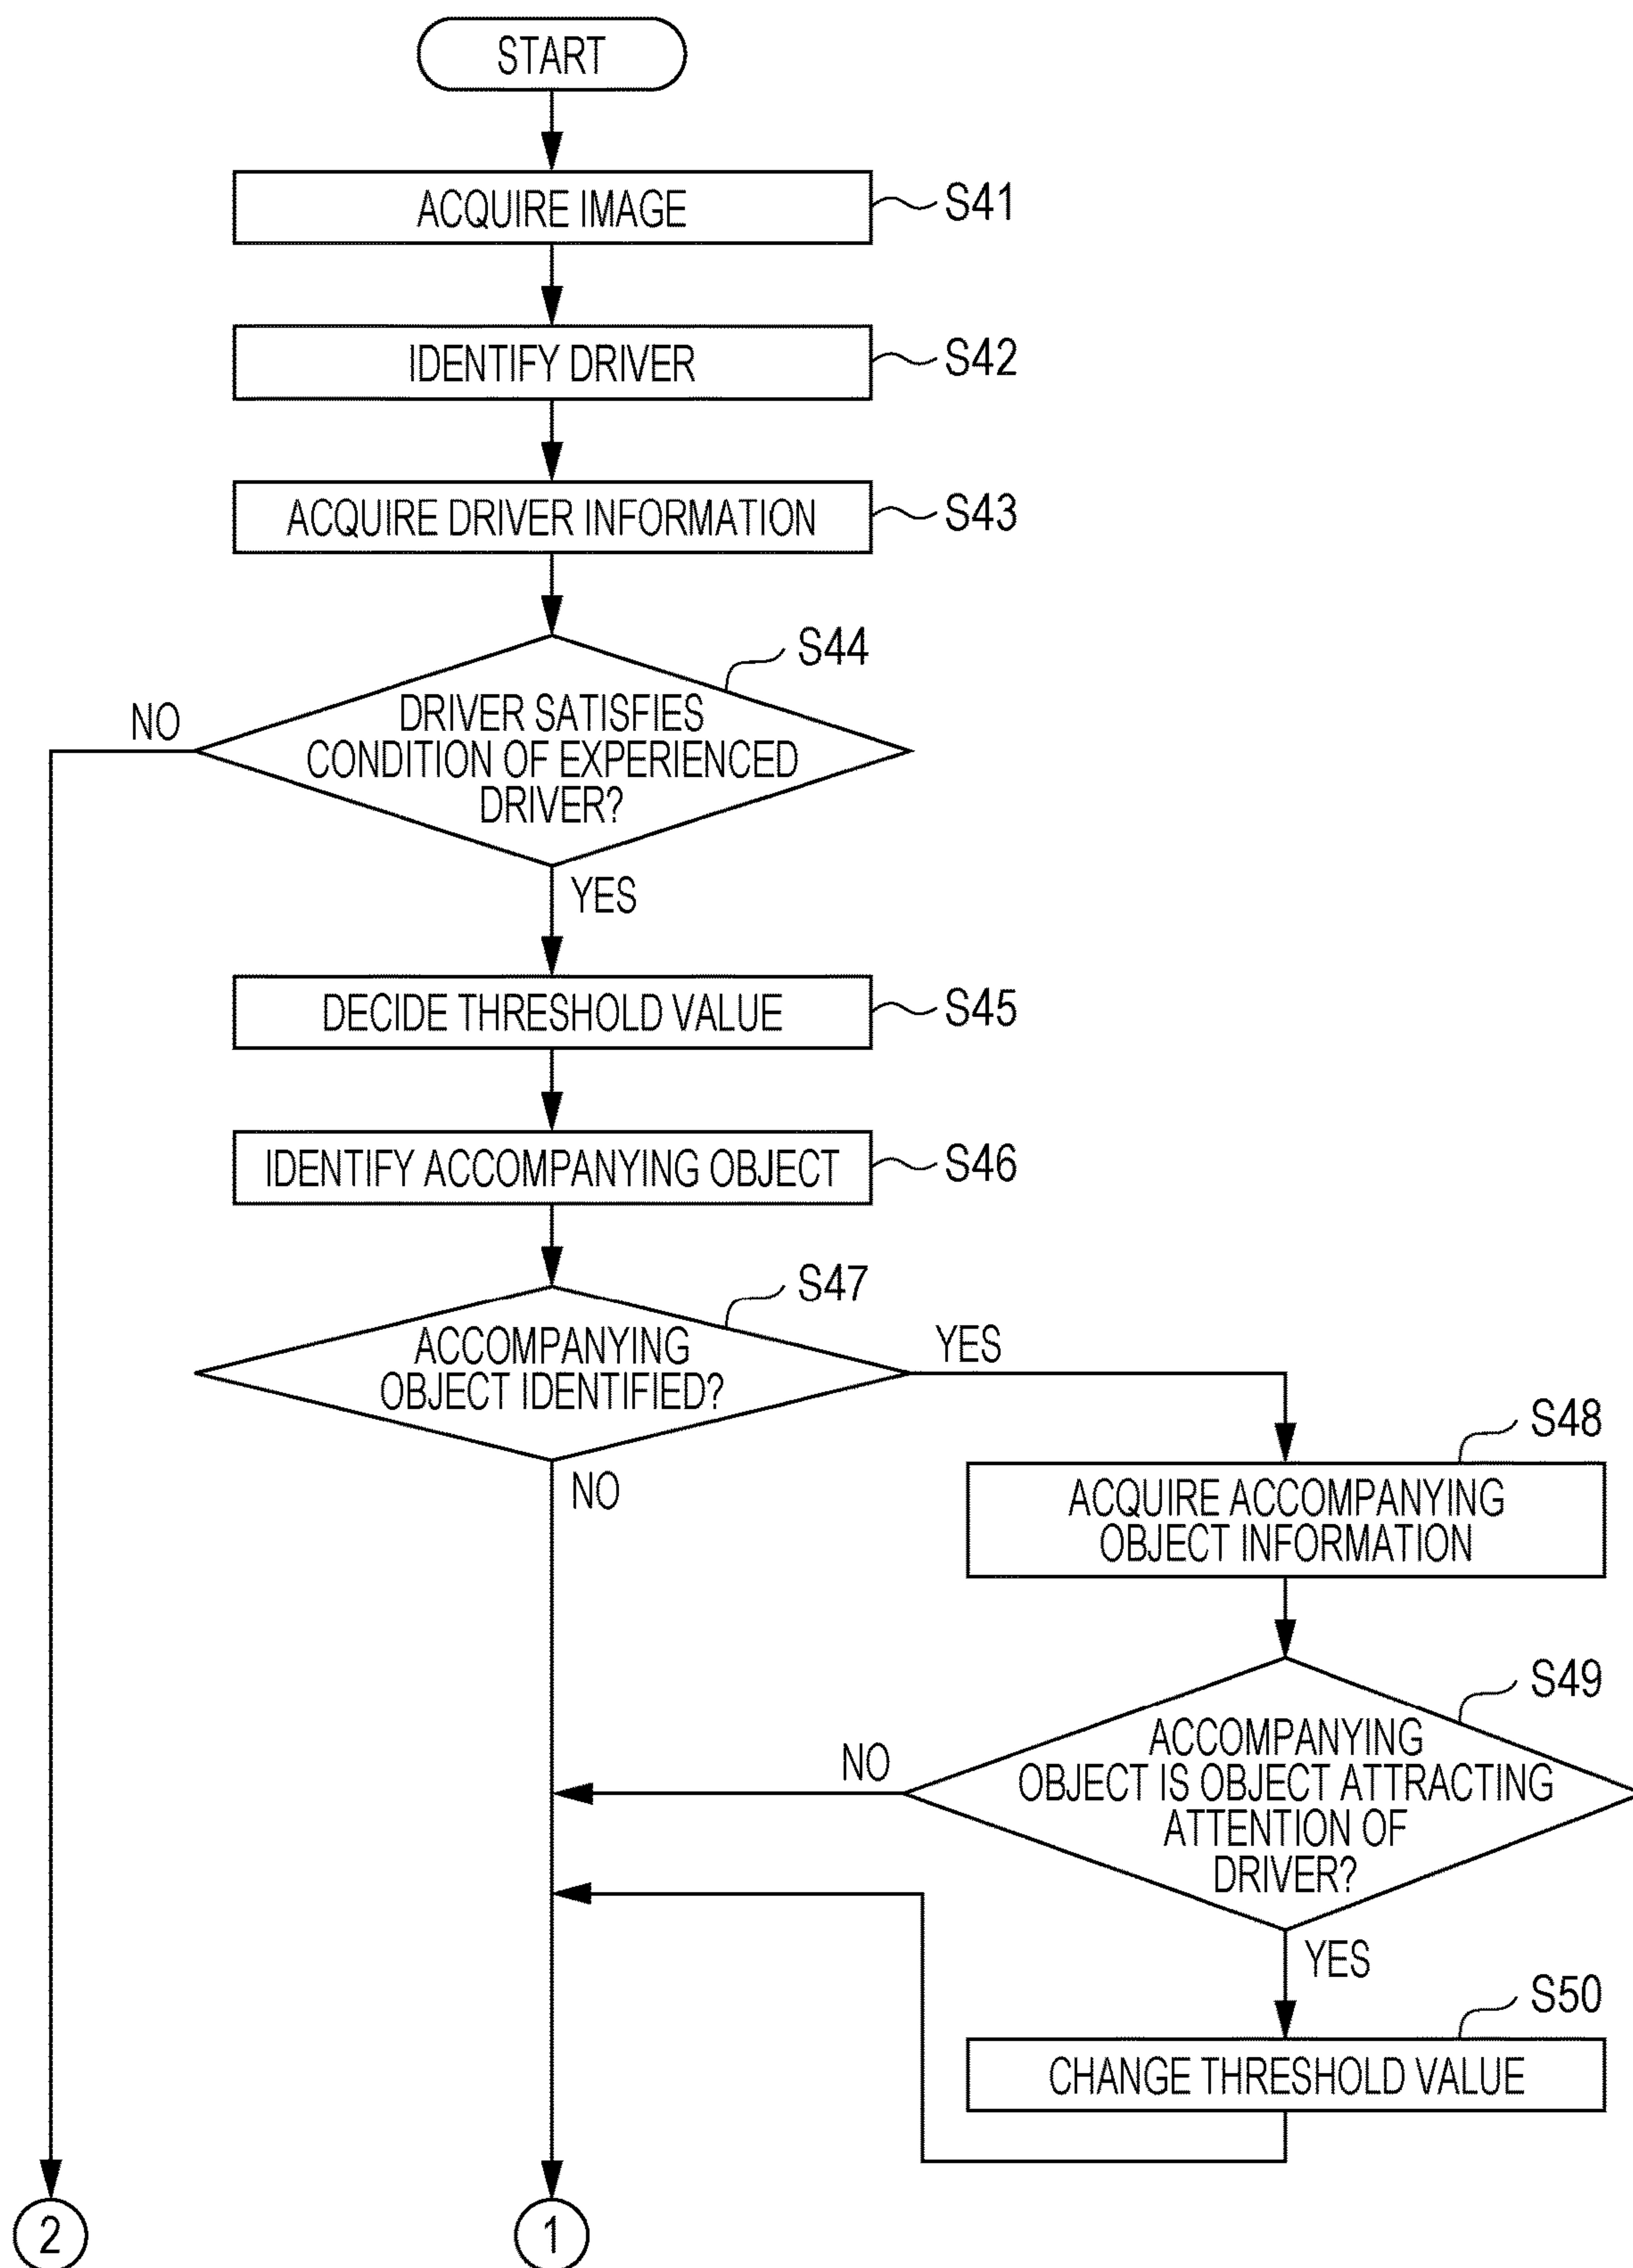 START
ACQUIRE IMAGE
S41
IDENTIFY DRIVER
S42
ACQUIRE DRIVER INFORMATION
S43
S44
NO
DRIVER SATISFIES
CONDITION OF EXPERIENCED
DRIVER?
YES
DECIDE THRESHOLD VALUE
S45
IDENTIFY ACCOMPANYING OBJECT
S46
S47
ACCOMPANYING
OBJECT IDENTIFIED?
YES
NO
S48
ACQUIRE ACCOMPANYING
OBJECT INFORMATION
S49
ACCOMPANYING
OBJECT IS OBJECT ATTRACTING
ATTENTION OF
DRIVER?
NO
YES
S50
CHANGE THRESHOLD VALUE
2
1